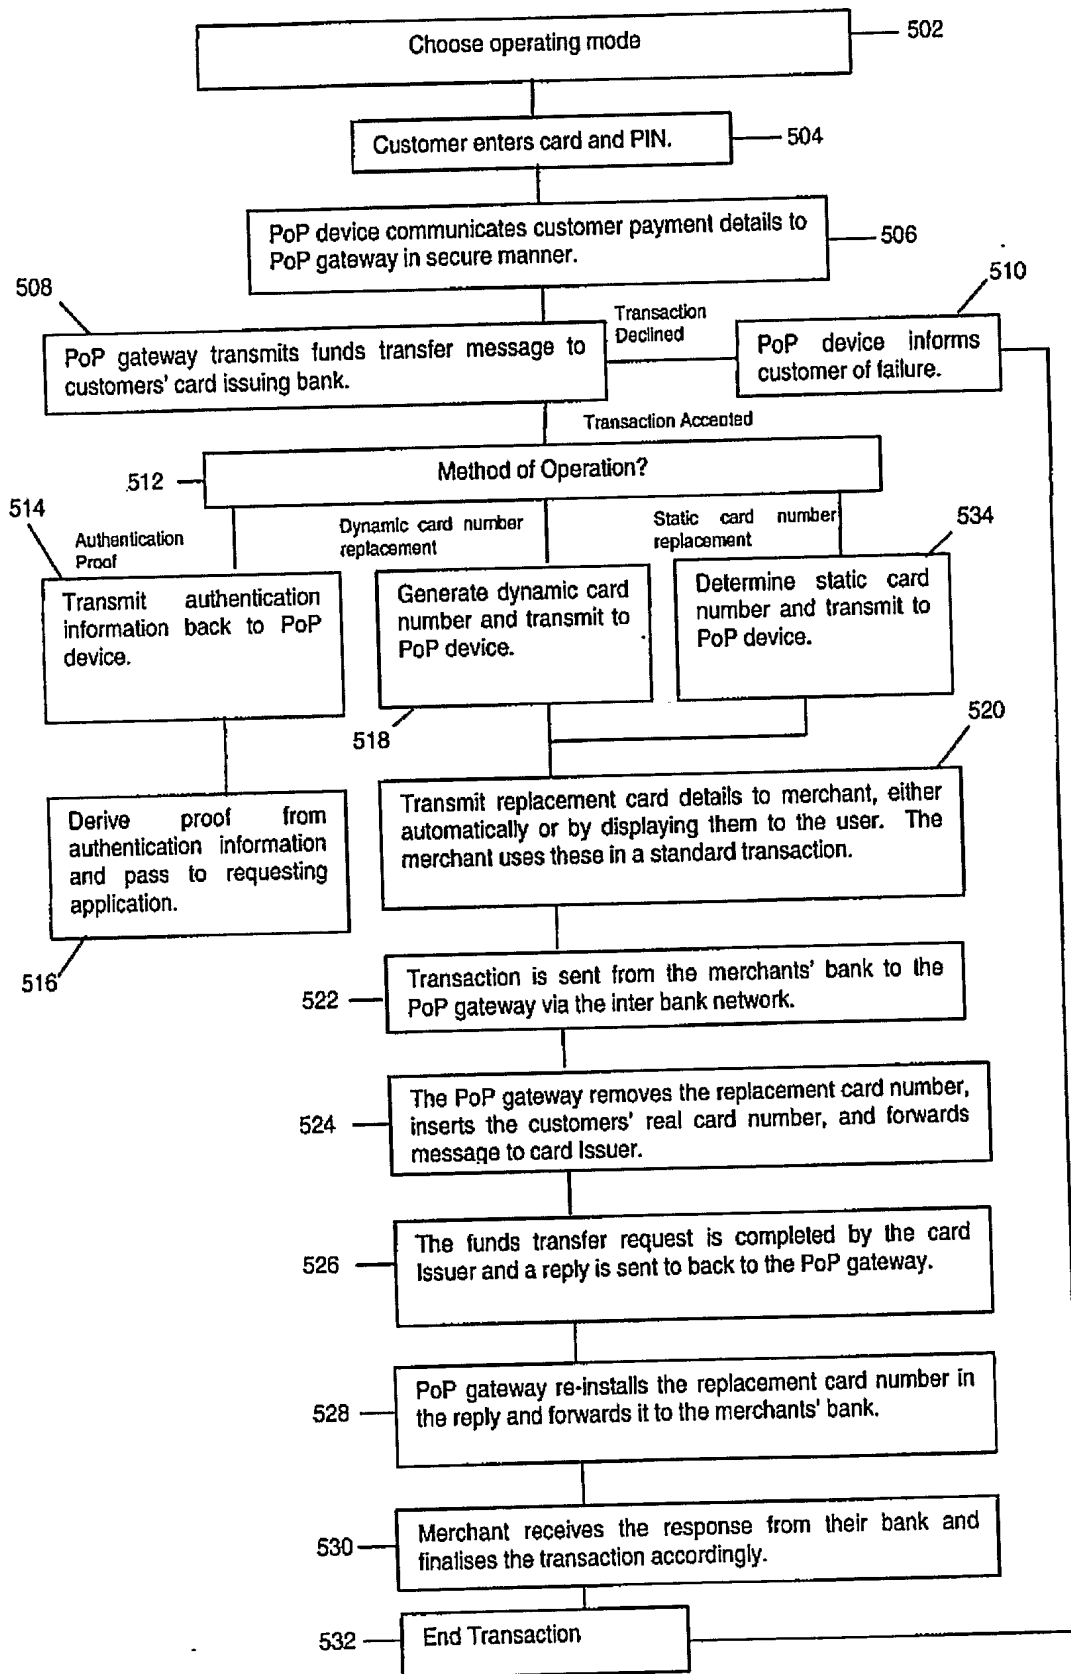 Choose operating mode
502
Customer enters card and PIN.
504
PoP device communicates customer payment details to
PoP gateway in secure manner.
506
508
PoP gateway transmits funds transfer message to
customers' card issuing bank.
Transaction
Declined
510
PoP device informs
customer of failure.
Transaction Accepted
512
Method of Operation?
514
Authentication
Proof
Dynamic card number
replacement
Static card number
replacement
534
Transmit authentication
information back to PoP
device.
Generate dynamic card
number and transmit to
PoP device.
Determine static card
number and transmit to
PoP device.
518
520
Derive proof from
authentication information
and pass to requesting
application.
516
Transmit replacement card details to merchant, either
automatically or by displaying them to the user. The
merchant uses these in a standard transaction.
522
Transaction is sent from the merchants' bank to the
PoP gateway via the inter bank network.
524
The PoP gateway removes the replacement card number,
inserts the customers' real card number, and forwards
message to card Issuer.
526
The funds transfer request is completed by the card
Issuer and a reply is sent to back to the PoP gateway.
528
PoP gateway re-installs the replacement card number in
the reply and forwards it to the merchants' bank.
530
Merchant receives the response from their bank and
finalises the transaction accordingly.
532
End Transaction